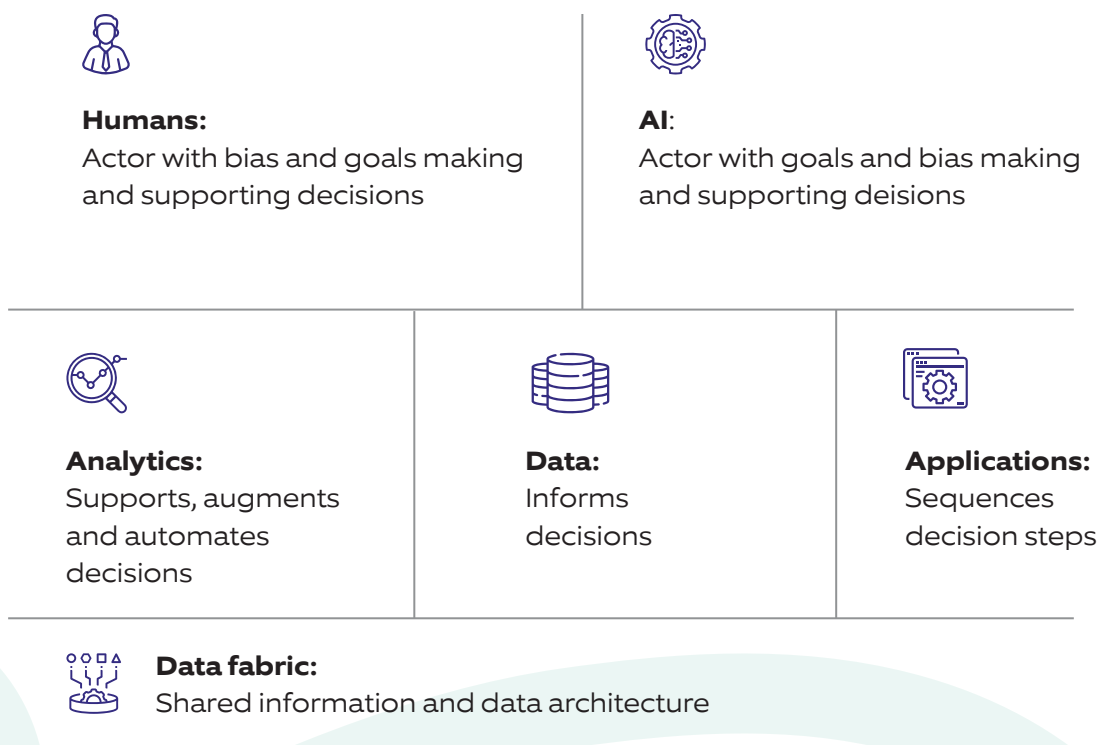 Humans:
Actor with bias and goals making
and supporting decisions
AI:
Actor with goals and bias making
and supporting deisions
Analytics:
Supports, augments
and automates
decisions
Data:
Informs
decisions
Applications:
Sequences
decision steps
Data fabric:
Shared information and data architecture